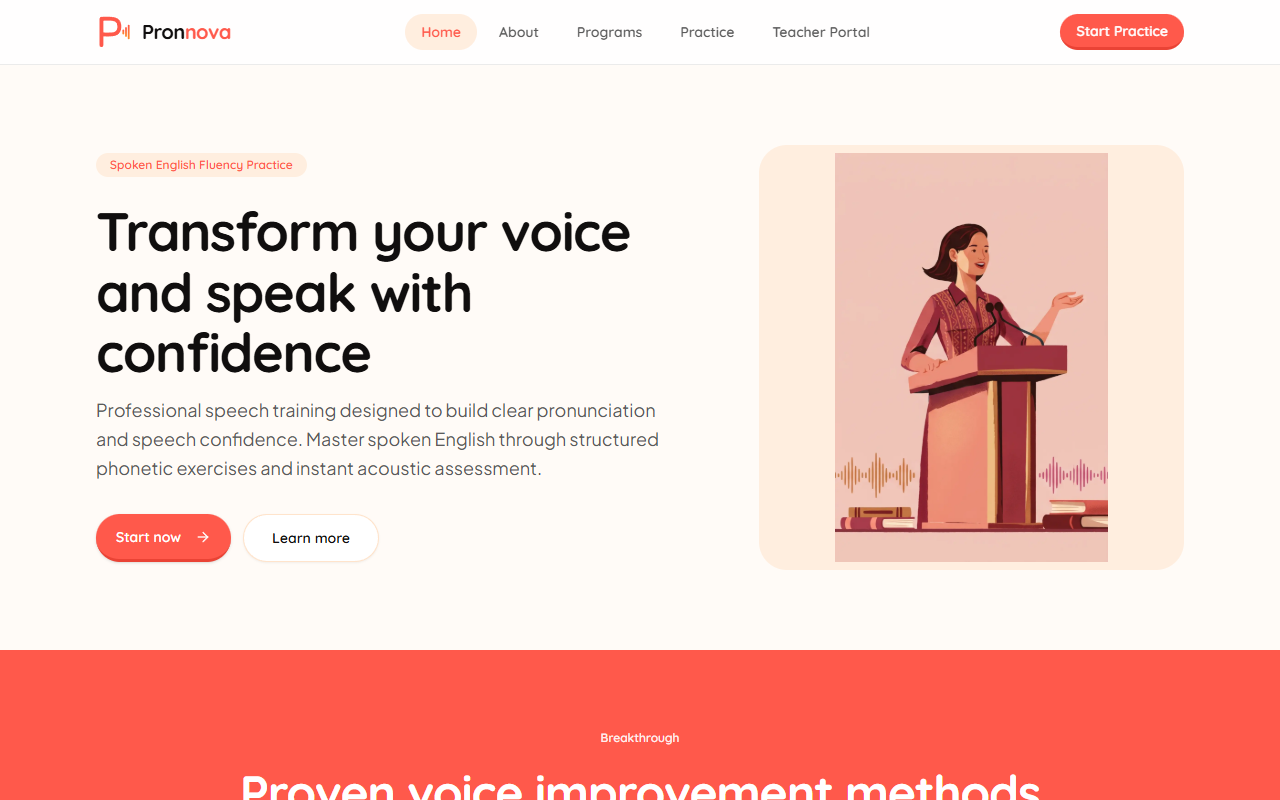 Pronnova
Home
About
Programs
Practice
Teacher Portal
Start Practice
Spoken English Fluency Practice
Transform your voice
and speak with
confidence
Professional speech training designed to build clear pronunciation
and speech confidence. Master spoken English through structured
phonetic exercises and instant acoustic assessment.
Start now
Learn more
Breakthrough
Proven voice improvement methods